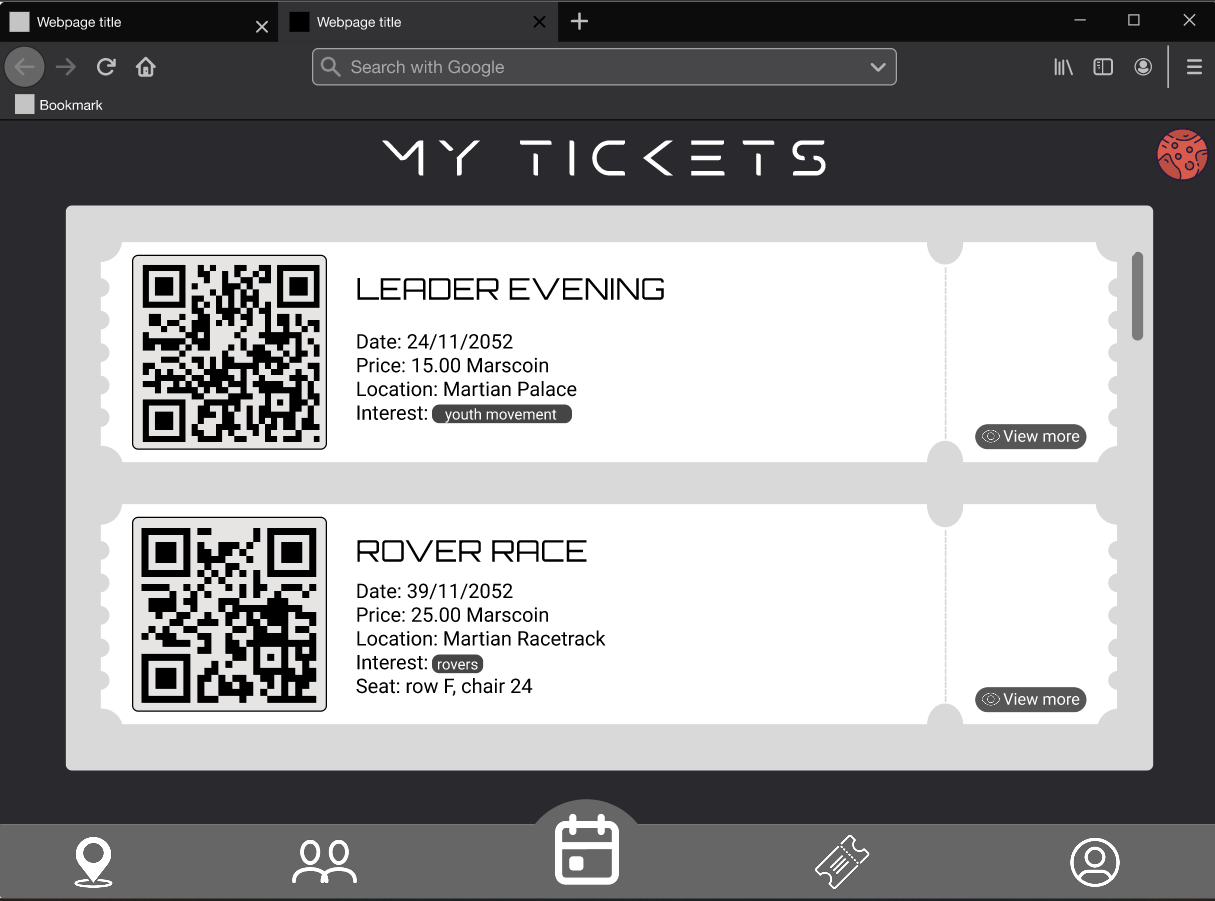 Webpage title
Webpage title
Search with Google
Bookmark
MY TICKETS
LEADER EVENING
Date: 24/11/2052
Price: 15.00 Marscoin
Location: Martian Palace
Interest: youth movement
View more
ROVER RACE
Date: 39/11/2052
Price: 25.00 Marscoin
Location: Martian Racetrack
Interest: rovers
Seat: row F, chair 24
View more